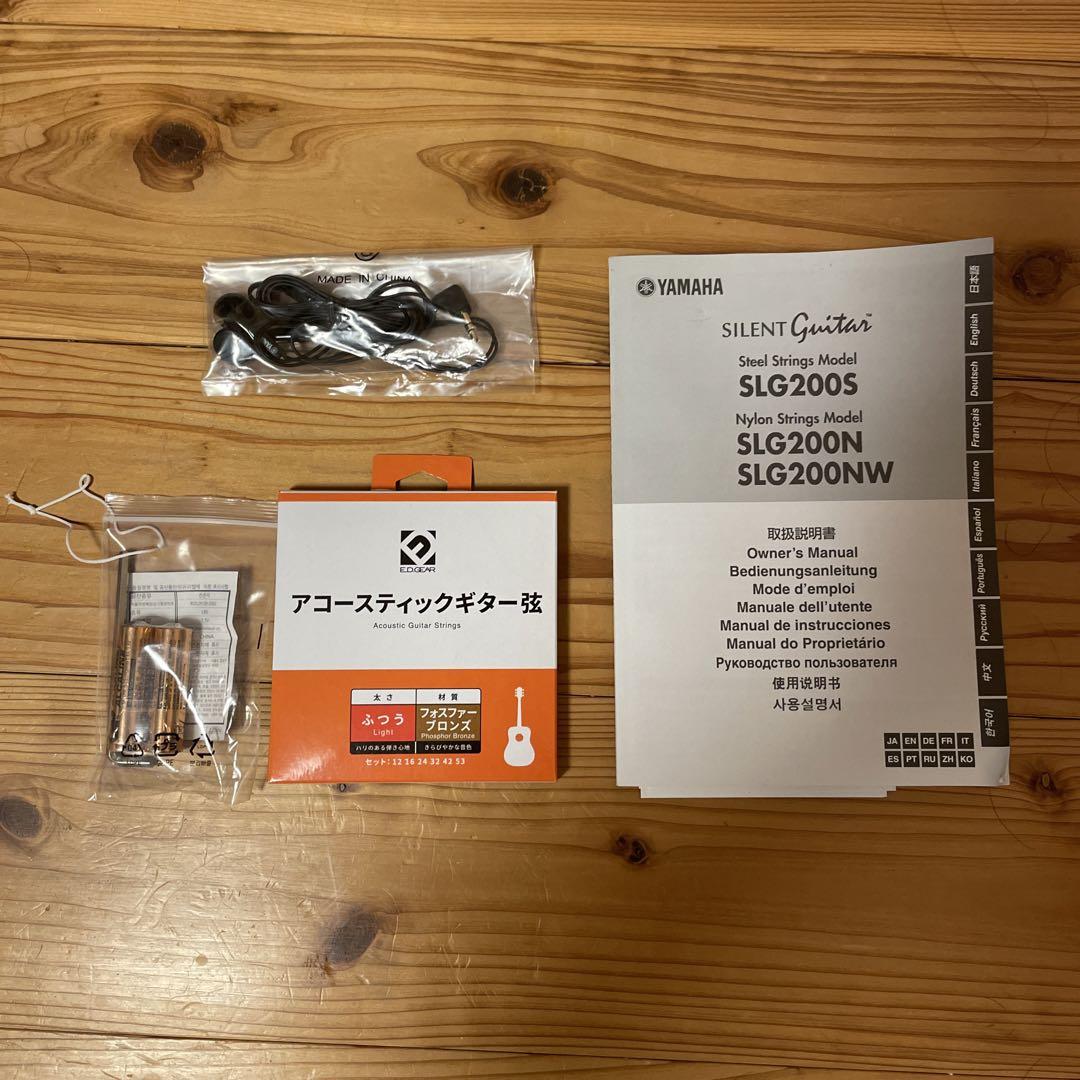 MADE IN CHINA
E.D.GEAR
アコースティックギター弦
Acoustic Guitar Strings
太さ
ふつう
Light
ハリのある弾き心地
材質
フォスファー
ブロンズ
Phosphor Bronze
きらびやかな音色
セット:12 16 24 32 42 53
YAMAHA
SILENT Guitar™
Steel Strings Model
SLG200S
Nylon Strings Model
SLG200N
SLG200NW
取扱説明書
Owner's Manual
Bedienungsanleitung
Mode d'emploi
Manuale dell'utente
Manual de instrucciones
Manual do Proprietário
Руководство пользователя
使用说明书
사용설명서
JA EN DE FR IT
ES PT RU ZH KO
日本語
English
Deutsch
Français
Italiano
Español
Português
Русский
中文
한국어